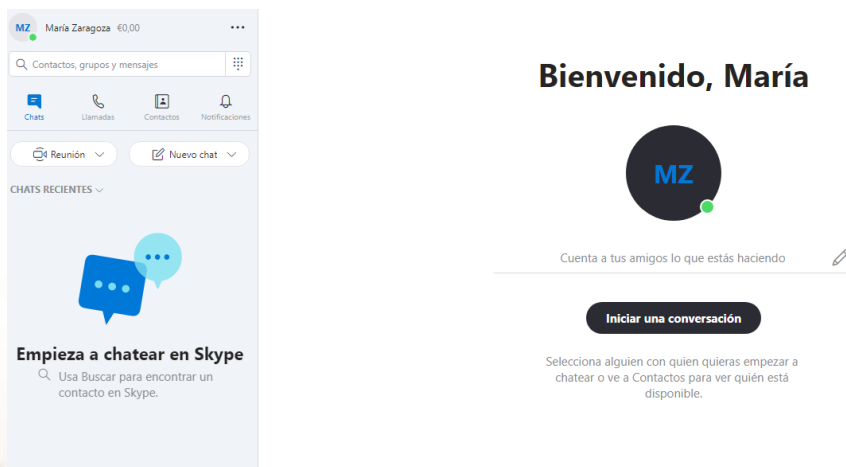 MZ María Zaragoza €0,00
Contactos, grupos y mensajes
Chats Llamadas Contactos Notificaciones
Reunión Nuevo chat
CHATS RECIENTES
Empieza a chatear en Skype
Usa Buscar para encontrar un
contacto en Skype.
Bienvenido, María
MZ
Cuenta a tus amigos lo que estás haciendo
Iniciar una conversación
Selecciona alguien con quien quieras empezar a
chatear o ve a Contactos para ver quién está
disponible.